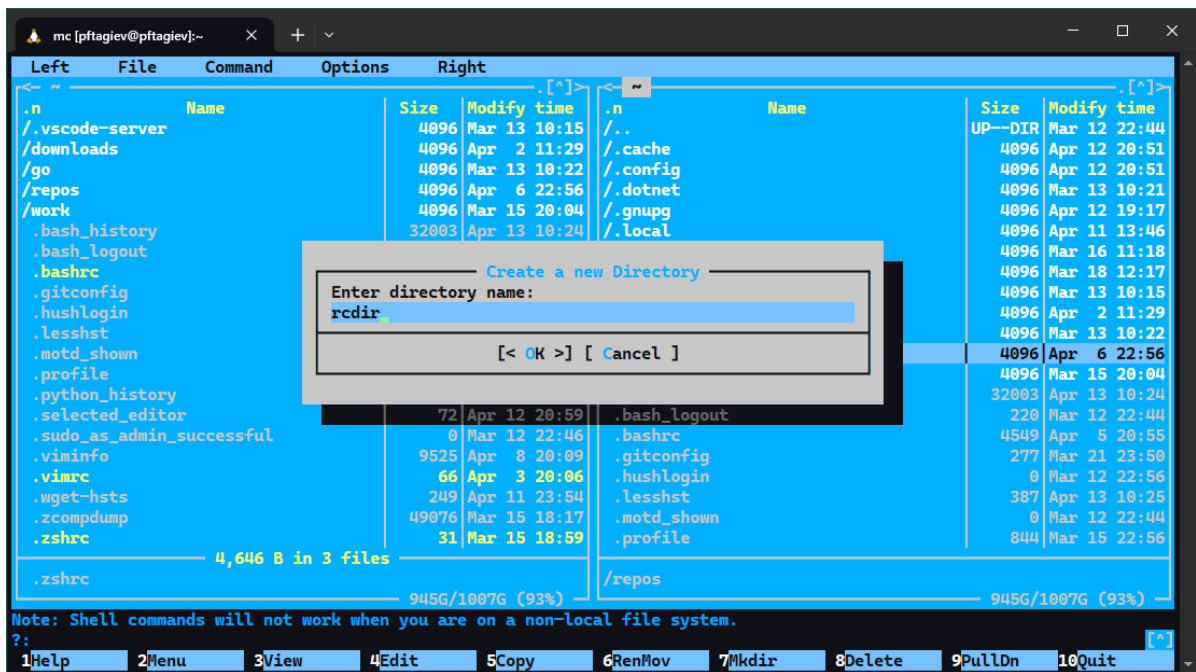 mc [pftagiev@pftagiev]:~
Left File Command Options Right
<- ~ .[^]> <- ~ .[^]>
.n Name Size Modify time .n Name Size Modify time
/.vscode-server 4096 Mar 13 10:15 /.. UP--DIR Mar 12 22:44
/downloads 4096 Apr 2 11:29 /.cache 4096 Apr 12 20:51
/go 4096 Mar 13 10:22 /.config 4096 Apr 12 20:51
/repos 4096 Apr 6 22:56 /.dotnet 4096 Mar 13 10:21
/work 4096 Mar 15 20:04 /.gnupg 4096 Apr 12 19:17
.bash_history 32003 Apr 13 10:24 /.local 4096 Apr 11 13:46
.bash_logout 4096 Mar 16 11:18
.bashrc Create a new Directory 4096 Mar 18 12:17
.gitconfig Enter directory name: 4096 Mar 13 10:15
.hushlogin rcdir 4096 Apr 2 11:29
.lesshst 4096 Mar 13 10:22
.motd_shown [< OK >] [ Cancel ] 4096 Apr 6 22:56
.profile 4096 Mar 15 20:04
.python_history 32003 Apr 13 10:24
.selected_editor 72 Apr 12 20:59 .bash_logout 220 Mar 12 22:44
.sudo_as_admin_successful 0 Mar 12 22:46 .bashrc 4549 Apr 5 20:55
.viminfo 9525 Apr 8 20:09 .gitconfig 277 Mar 21 23:50
.vimrc 66 Apr 3 20:06 .hushlogin 0 Mar 12 22:56
.wget-hsts 249 Apr 11 23:54 .lesshst 387 Apr 13 10:25
.zcompdump 49076 Mar 15 18:17 .motd_shown 0 Mar 12 22:44
.zshrc 31 Mar 15 18:59 .profile 844 Mar 15 22:56
4,646 B in 3 files
.zshrc /repos
945G/1007G (93%) 945G/1007G (93%)
Note: Shell commands will not work when you are on a non-local file system.
?: [^]
1Help 2Menu 3View 4Edit 5Copy 6RenMov 7Mkdir 8Delete 9PullDn 10Quit